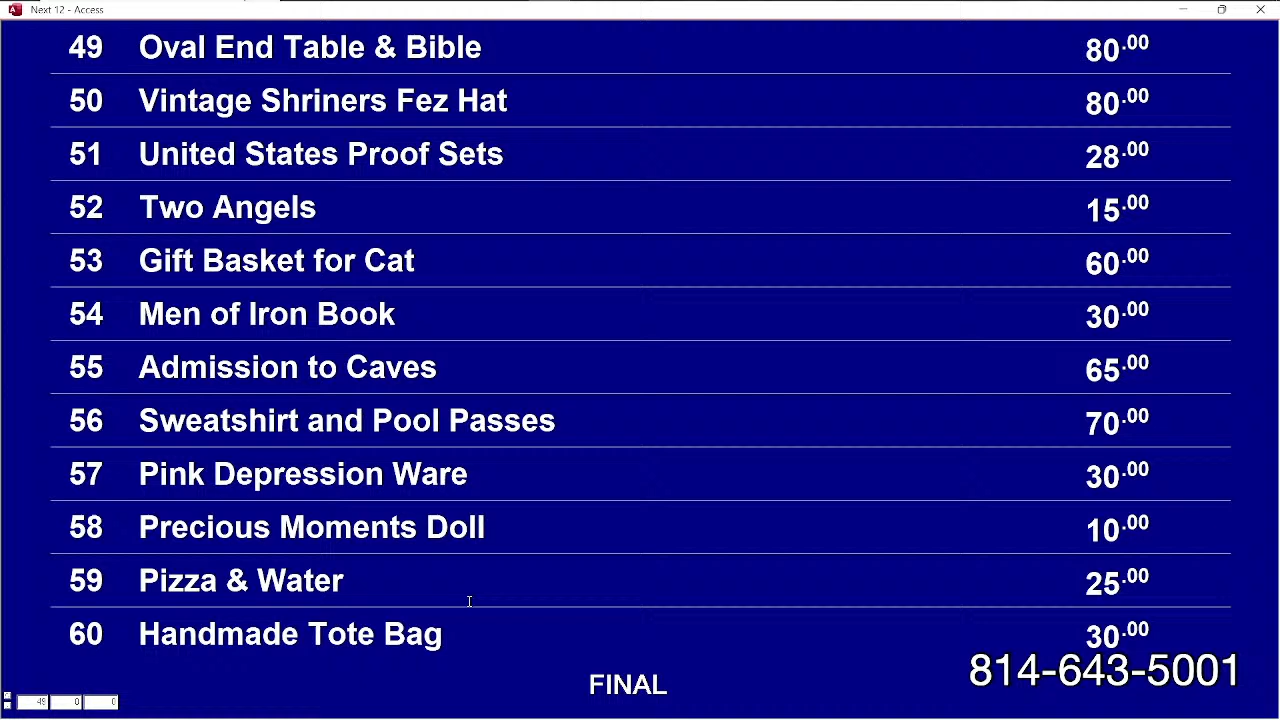 Next 12 - Access
49 Oval End Table & Bible 80.00
50 Vintage Shriners Fez Hat 80.00
51 United States Proof Sets 28.00
52 Two Angels 15.00
53 Gift Basket for Cat 60.00
54 Men of Iron Book 30.00
55 Admission to Caves 65.00
56 Sweatshirt and Pool Passes 70.00
57 Pink Depression Ware 30.00
58 Precious Moments Doll 10.00
59 Pizza & Water 25.00
60 Handmade Tote Bag 30.00
814-643-5001
FINAL
49 0 0